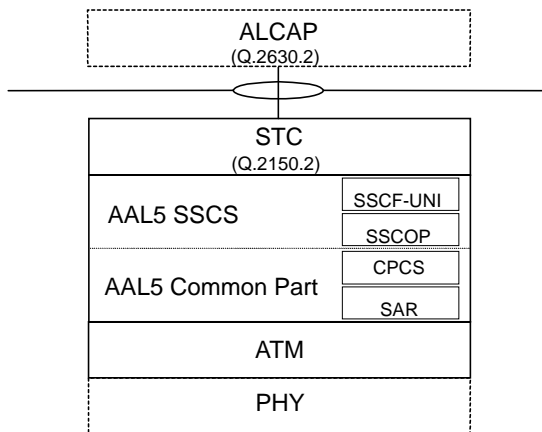 ALCAP
(Q.2630.2)
STC
(Q.2150.2)
AAL5 SSCS
SSCF-UNI
SSCOP
AAL5 Common Part
CPCS
SAR
ATM
PHY